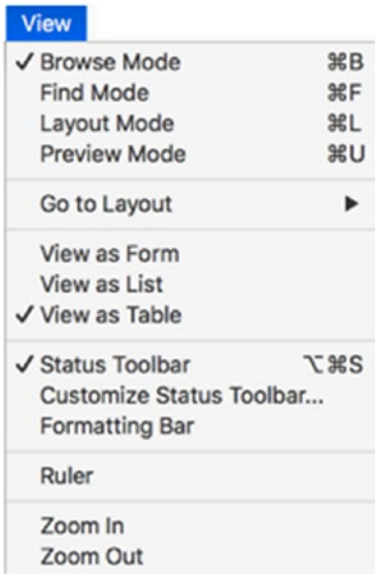 View
✓ Browse Mode ⌘B
Find Mode ⌘F
Layout Mode ⌘L
Preview Mode ⌘U
Go to Layout ▶
View as Form
View as List
✓ View as Table
✓ Status Toolbar ⌥⌘S
Customize Status Toolbar...
Formatting Bar
Ruler
Zoom In
Zoom Out